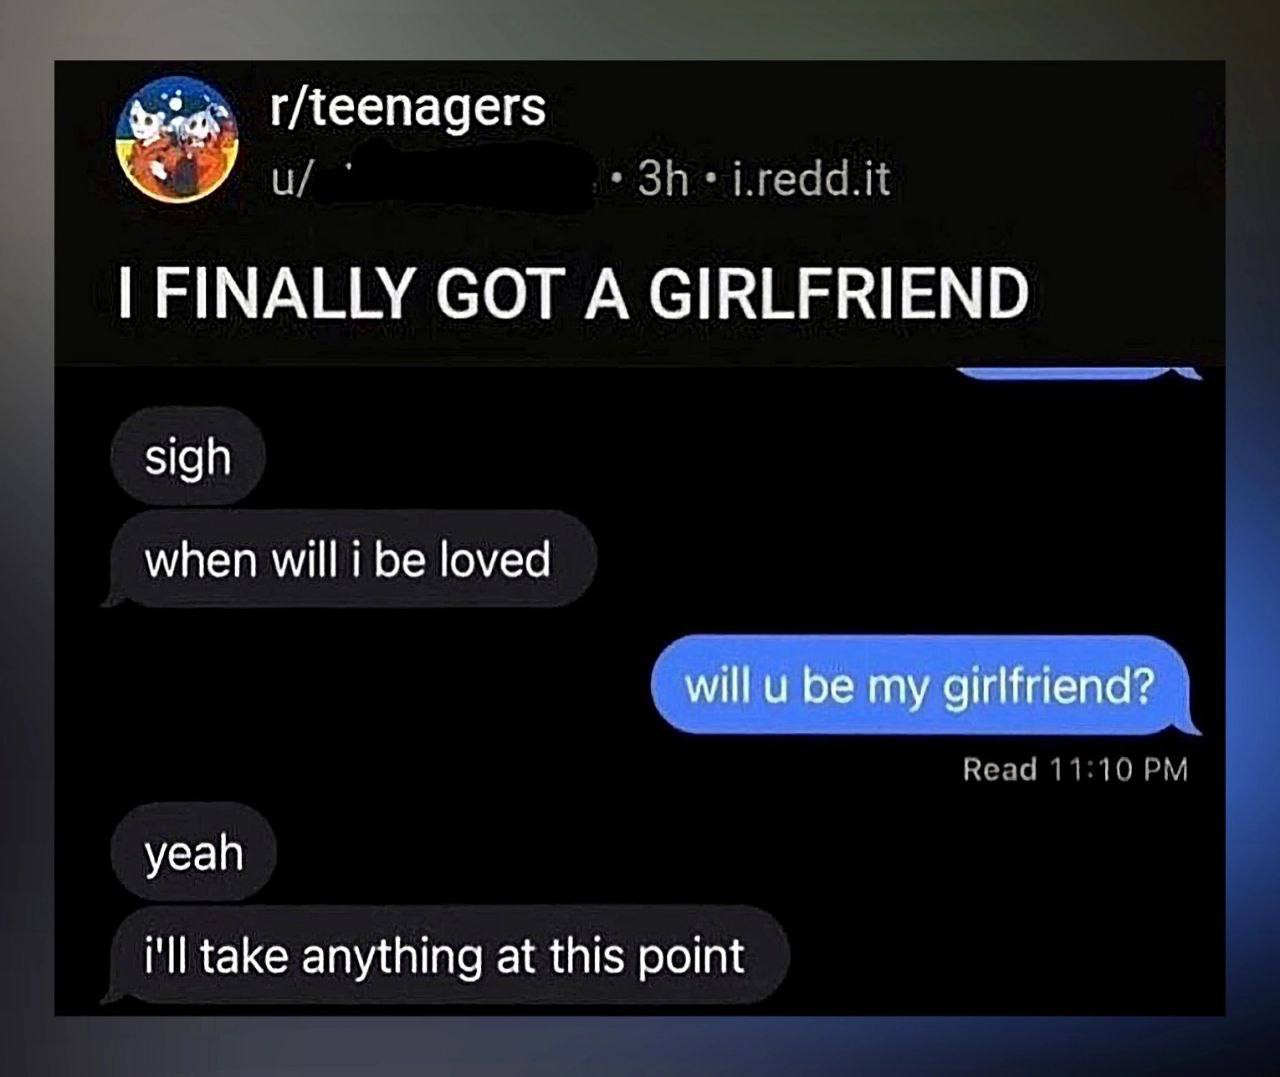 r/teenagers
u/ • 3h • i.redd.it
I FINALLY GOT A GIRLFRIEND
sigh
when will i be loved
will u be my girlfriend?
Read 11:10 PM
yeah
i'll take anything at this point